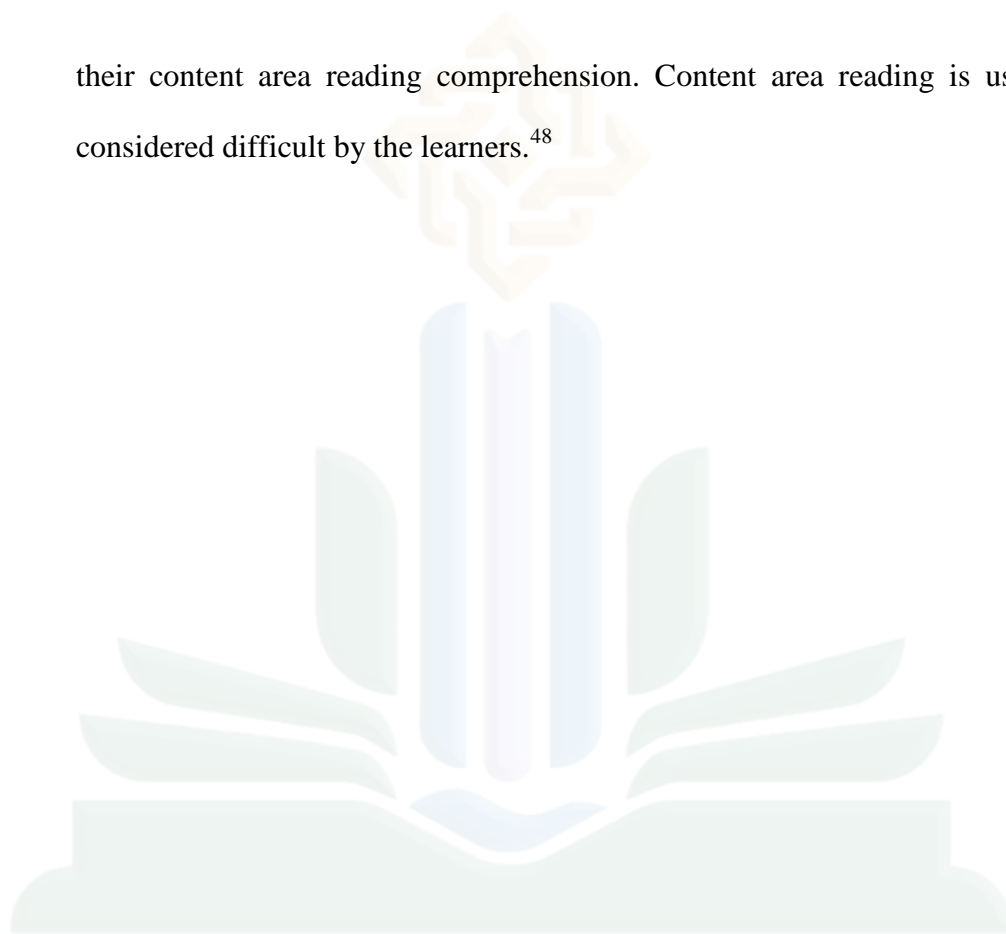 their content area reading comprehension. Content area reading is us
considered difficult by the learners.48